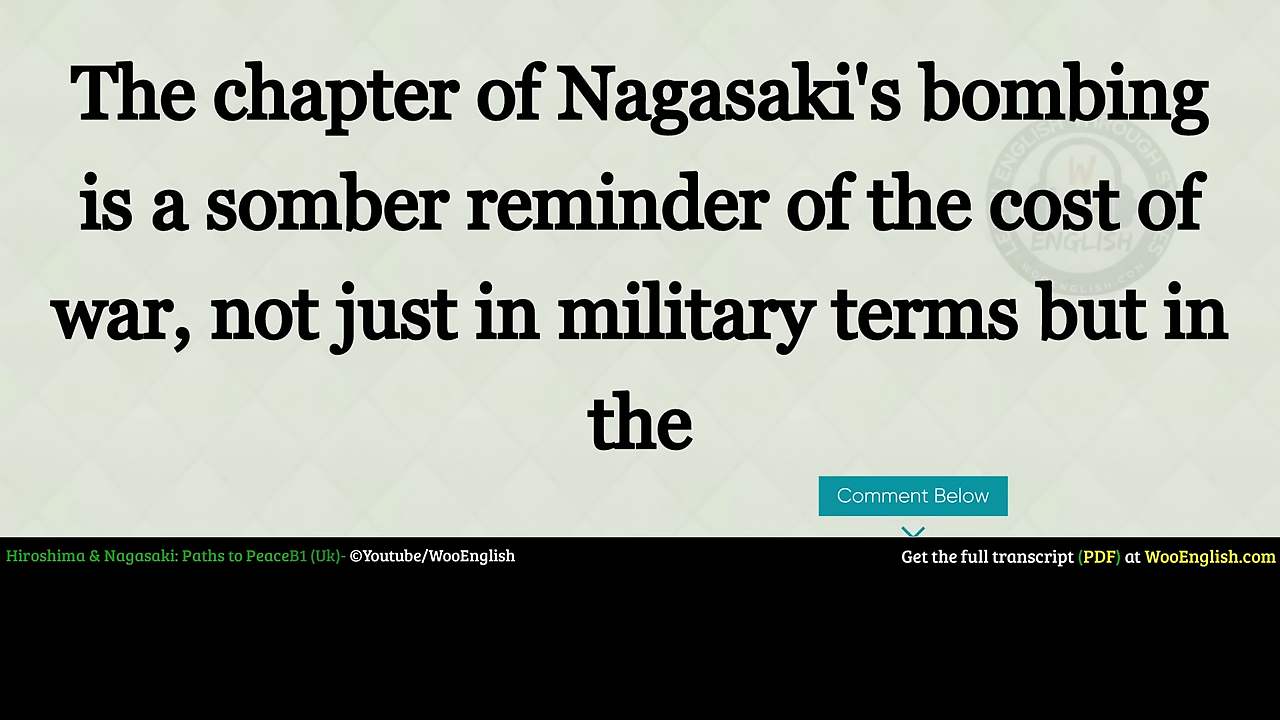 The chapter of Nagasaki's bombing
is a somber reminder of the cost of
war, not just in military terms but in
the
Comment Below
Hiroshima & Nagasaki: Paths to PeaceB1 (Uk)- ©Youtube/WooEnglish
Get the full transcript (PDF) at WooEnglish.com